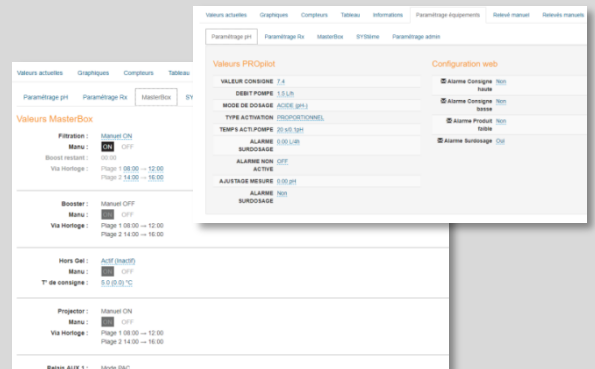 Valeurs actuelles Graphiques Compteurs Tableau Informations Paramétrage équipements Relevé manuel Relevés manuels
Paramétrage pH Paramétrage Rx MasterBox SYStème Paramétrage admin
Valeurs PROpilot
VALEUR CONSIGNE 7.4
DEBIT POMPE 1.5 L/h
MODE DE DOSAGE ACIDE (pH-)
TYPE ACTIVATION PROPORTIONNEL
TEMPS ACTI.POMPE
ALARME SURDOSAGE
ALARME NON ACTIVE OFF
AJUSTAGE MESURE 0.00 pH
ALARME SURDOSAGE Non
Configuration web
Alarme Consigne haute Non
Alarme Consigne basse Non
Alarme Produit faible Non
Alarme Surdosage Oui
Valeurs actuelles Graphiques Compteurs Tableau
Paramétrage pH Paramétrage Rx MasterBox SY
Valeurs MasterBox
Filtration : Manuel ON
Manu : ON OFF
Boost restant : 00:00
Via Horloge : Plage 1 08:00 → 12:00
Plage 2 14:00 → 16:00
Booster : Manuel OFF
Manu : ON OFF
Via Horloge : Plage 1 08:00 → 12:00
Plage 2 14:00 → 16:00
Hors Gel : Actif (Inactif)
Manu : ON OFF
T° de consigne : 5.0 (0.0) °C
Projector : Manuel ON
Manu : ON OFF
Via Horloge : Plage 1 08:00 → 12:00
Plage 2 14:00 → 16:00
Relais AUX 1 : Mode PAC